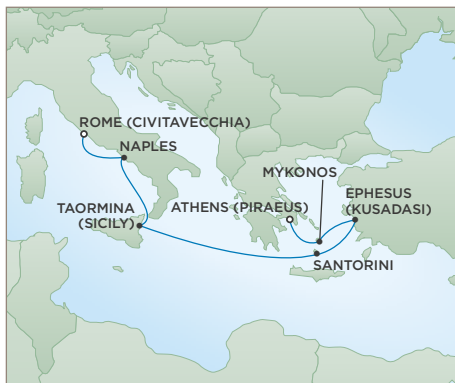 ROME (CIVITAVECCHIA)
NAPLES
MYKONOS
EPHESUS
(KUSADASI)
TAORMINA
(SICILY)
ATHENS (PIRAEUS)
SANTORINI